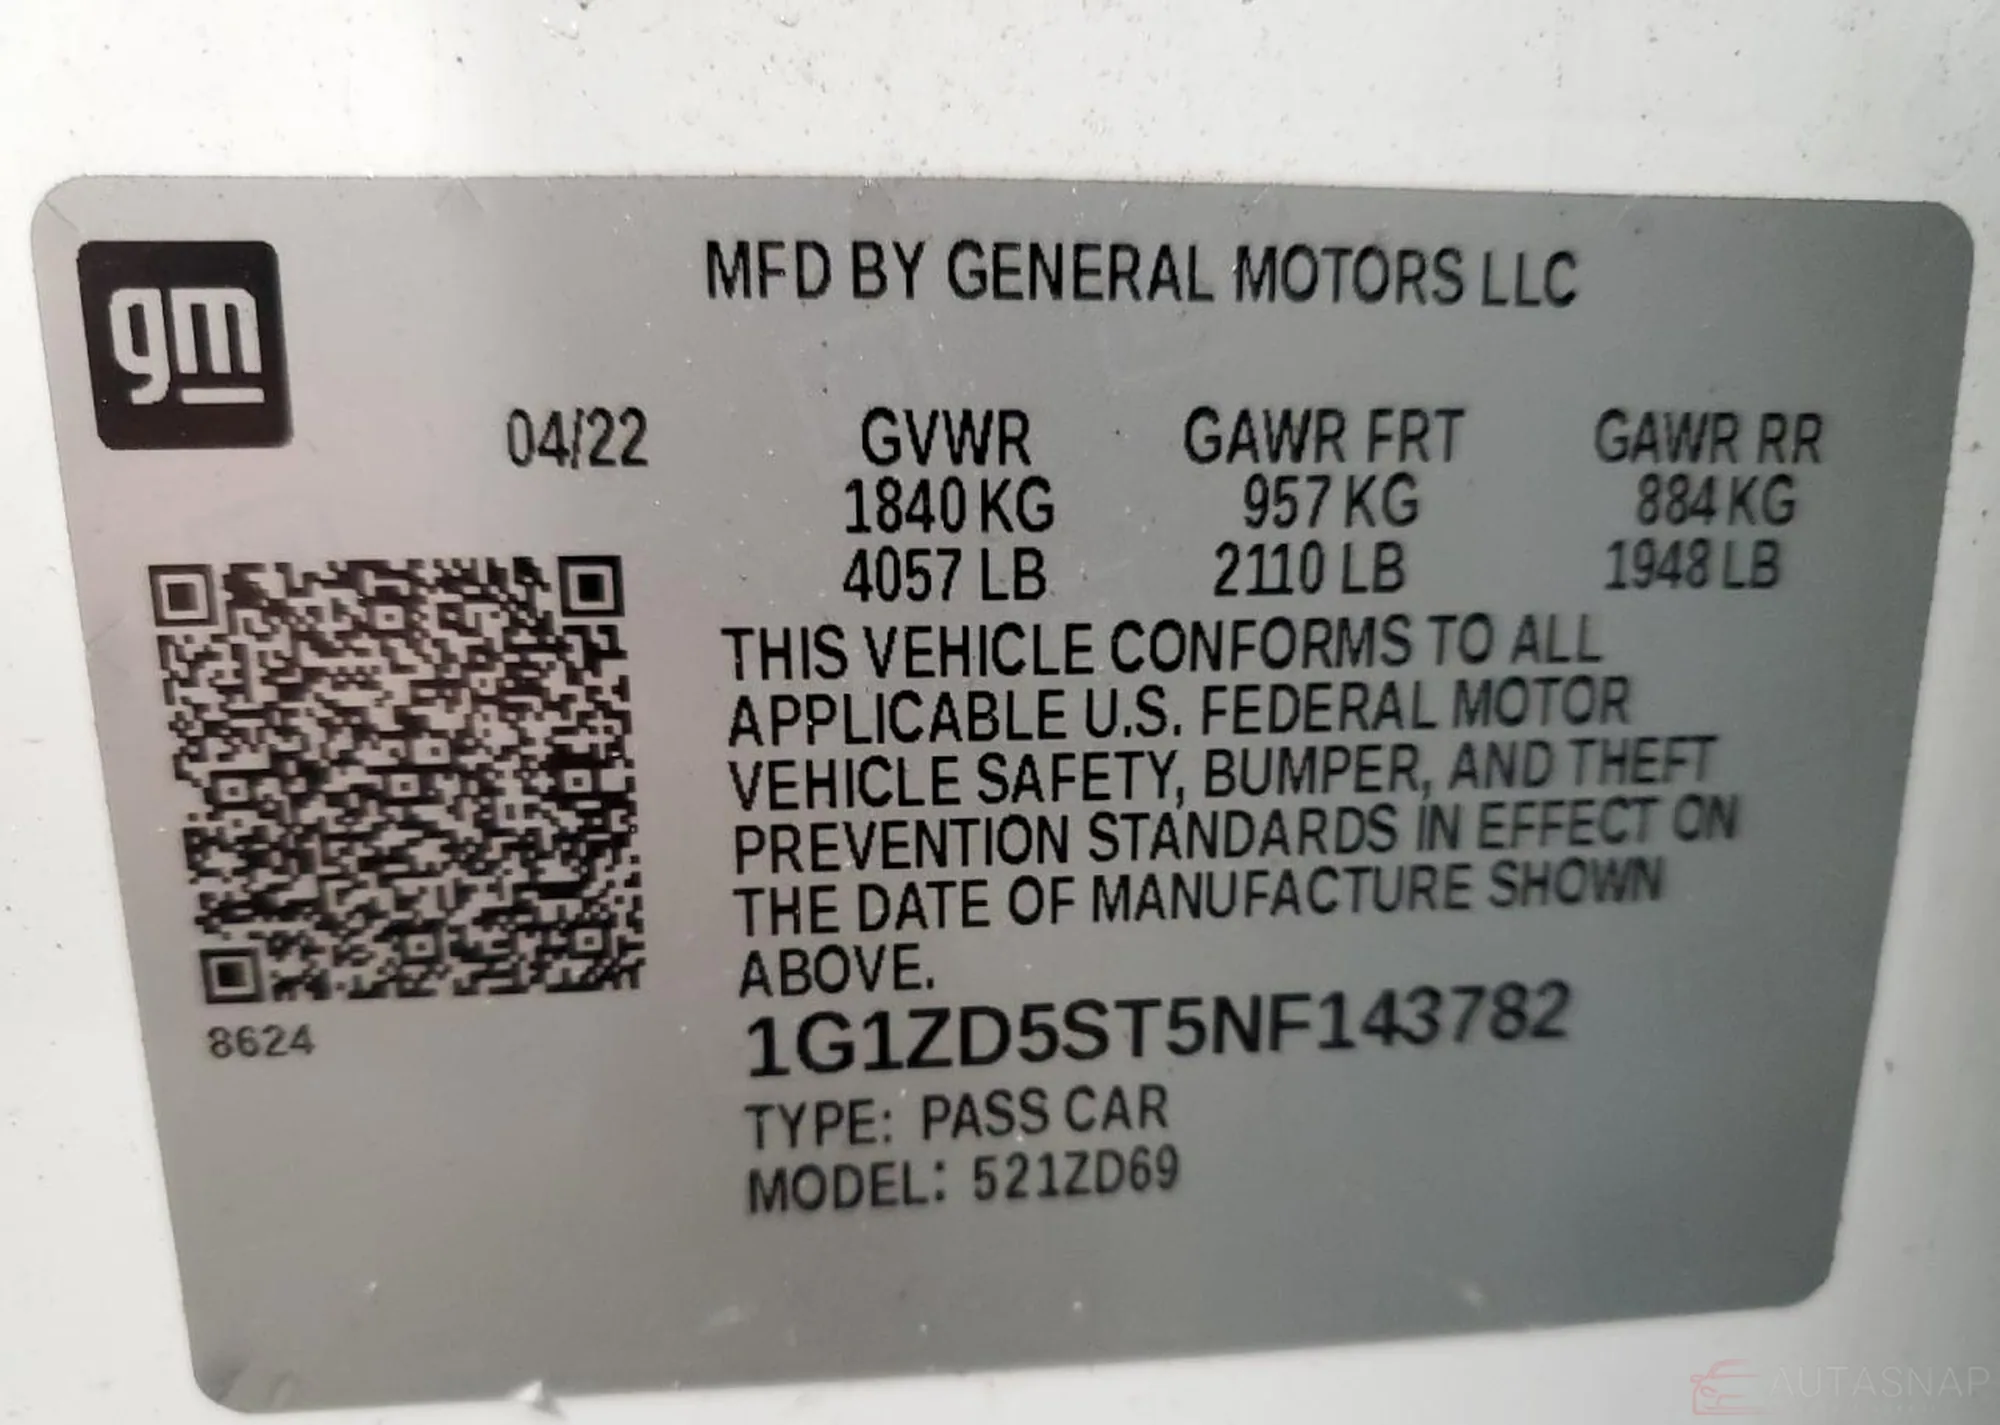 gm
MFD BY GENERAL MOTORS LLC
04/22 GVWR GAWR FRT GAWR RR
1840 KG 957 KG 884 KG
4057 LB 2110 LB 1948 LB
THIS VEHICLE CONFORMS TO ALL
APPLICABLE U.S. FEDERAL MOTOR
VEHICLE SAFETY, BUMPER, AND THEFT
PREVENTION STANDARDS IN EFFECT ON
THE DATE OF MANUFACTURE SHOWN
ABOVE.
8624
1G1ZD5ST5NF143782
TYPE: PASS CAR
MODEL: 521ZD69
AUTASNAP